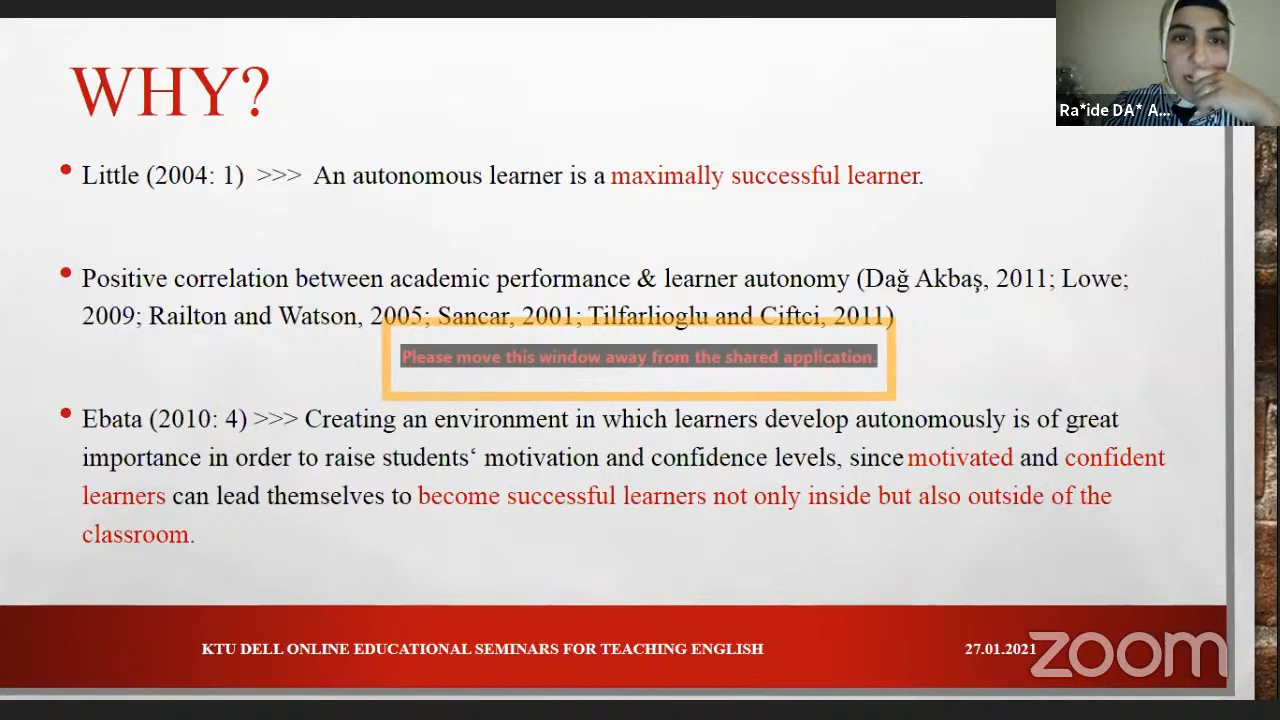 WHY?
Ra*ide DA* A...
• Little (2004: 1) >>> An autonomous learner is a maximally successful learner.
• Positive correlation between academic performance & learner autonomy (Dağ Akbaş, 2011; Lowe;
2009; Railton and Watson, 2005; Sancar, 2001; Tilfarlioglu and Ciftci, 2011)
Please move this window away from the shared application.
• Ebata (2010: 4) >>> Creating an environment in which learners develop autonomously is of great
importance in order to raise students‘ motivation and confidence levels, since motivated and confident
learners can lead themselves to become successful learners not only inside but also outside of the
classroom.
KTU DELL ONLINE EDUCATIONAL SEMINARS FOR TEACHING ENGLISH
27.01.2021
zoom